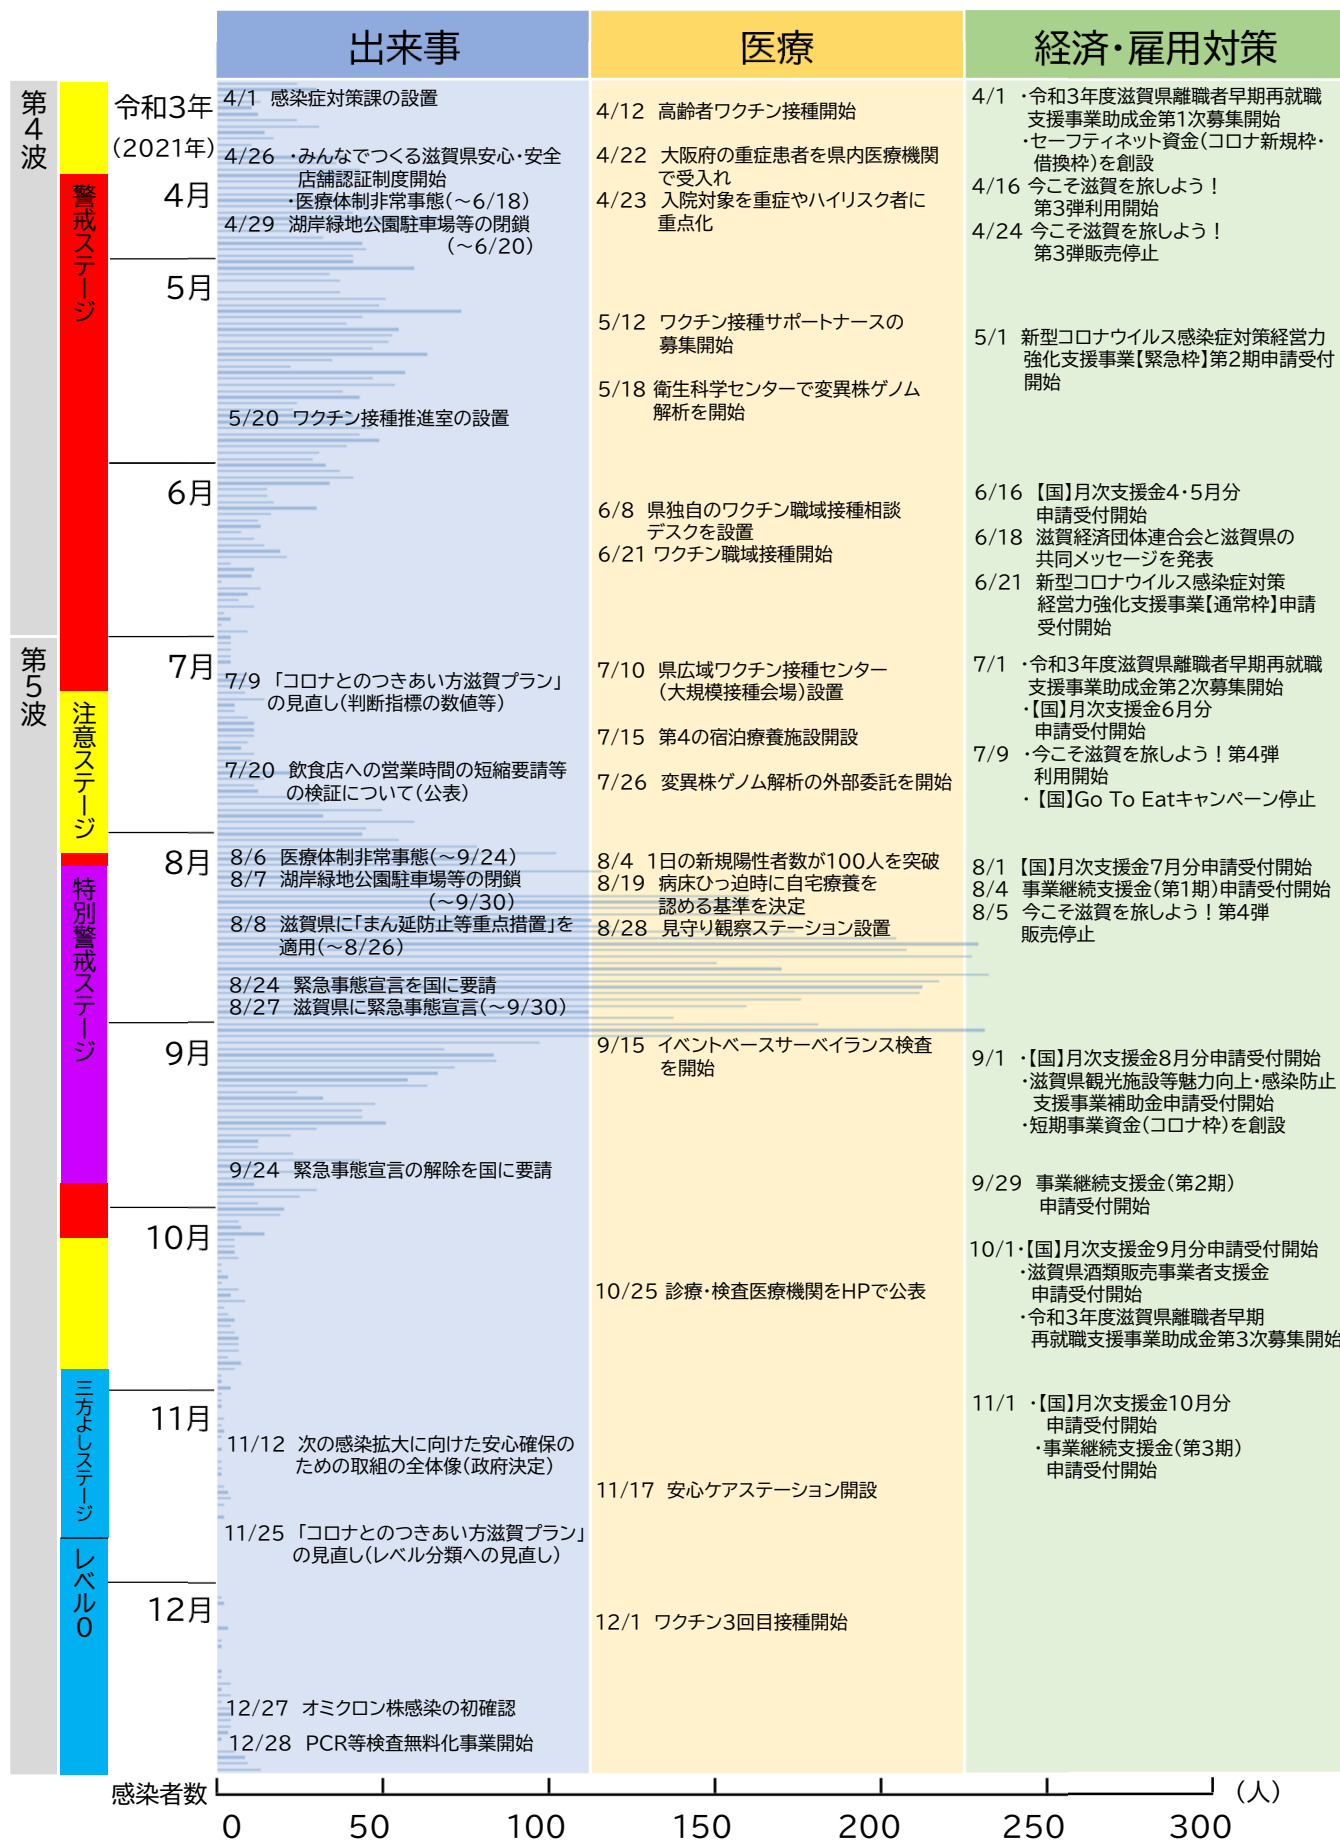 出来事
医療
経済・雇用対策
第4波
第5波
警戒ステージ
注意ステージ
特別警戒ステージ
三方よしステージ
レベル0
令和3年
(2021年)
4月
5月
6月
7月
8月
9月
10月
11月
12月
4/1 感染症対策課の設置
4/26 ・みんなでつくる滋賀県安心・安全
店舗認証制度開始
・医療体制非常事態(～6/18)
4/29 湖岸緑地公園駐車場等の閉鎖
(～6/20)
5/20 ワクチン接種推進室の設置
7/9 「コロナとのつきあい方滋賀プラン」
の見直し(判断指標の数値等)
7/20 飲食店への営業時間の短縮要請等
の検証について(公表)
8/6 医療体制非常事態(～9/24)
8/7 湖岸緑地公園駐車場等の閉鎖
(～9/30)
8/8 滋賀県に「まん延防止等重点措置」を
適用(～8/26)
8/24 緊急事態宣言を国に要請
8/27 滋賀県に緊急事態宣言(～9/30)
9/24 緊急事態宣言の解除を国に要請
11/12 次の感染拡大に向けた安心確保の
ための取組の全体像(政府決定)
11/25 「コロナとのつきあい方滋賀プラン」
の見直し(レベル分類への見直し)
12/27 オミクロン株感染の初確認
12/28 PCR等検査無料化事業開始
4/12 高齢者ワクチン接種開始
4/22 大阪府の重症患者を県内医療機関
で受入れ
4/23 入院対象を重症やハイリスク者に
重点化
5/12 ワクチン接種サポートナースの
募集開始
5/18 衛生科学センターで変異株ゲノム
解析を開始
6/8 県独自のワクチン職域接種相談
デスクを設置
6/21 ワクチン職域接種開始
7/10 県広域ワクチン接種センター
(大規模接種会場)設置
7/15 第4の宿泊療養施設開設
7/26 変異株ゲノム解析の外部委託を開始
8/4 1日の新規陽性者数が100人を突破
8/19 病床ひっ迫時に自宅療養を
認める基準を決定
8/28 見守り観察ステーション設置
9/15 イベントベースサーベイランス検査
を開始
10/25 診療・検査医療機関をHPで公表
11/17 安心ケアステーション開設
12/1 ワクチン3回目接種開始
4/1 ・令和3年度滋賀県離職者早期再就職
支援事業助成金第1次募集開始
・セーフティネット資金(コロナ新規枠・
借換枠)を創設
4/16 今こそ滋賀を旅しよう！
第3弾利用開始
4/24 今こそ滋賀を旅しよう！
第3弾販売停止
5/1 新型コロナウイルス感染症対策経営力
強化支援事業【緊急枠】第2期申請受付
開始
6/16 【国】月次支援金4・5月分
申請受付開始
6/18 滋賀経済団体連合会と滋賀県の
共同メッセージを発表
6/21 新型コロナウイルス感染症対策
経営力強化支援事業【通常枠】申請
受付開始
7/1 ・令和3年度滋賀県離職者早期再就職
支援事業助成金第2次募集開始
・【国】月次支援金6月分
申請受付開始
7/9 ・今こそ滋賀を旅しよう！第4弾
利用開始
・【国】Go To Eatキャンペーン停止
8/1 【国】月次支援金7月分申請受付開始
8/4 事業継続支援金(第1期)申請受付開始
8/5 今こそ滋賀を旅しよう！第4弾
販売停止
9/1 ・【国】月次支援金8月分申請受付開始
・滋賀県観光施設等魅力向上・感染防止
支援事業補助金申請受付開始
・短期事業資金(コロナ枠)を創設
9/29 事業継続支援金(第2期)
申請受付開始
10/1・【国】月次支援金9月分申請受付開始
・滋賀県酒類販売事業者支援金
申請受付開始
・令和3年度滋賀県離職者早期
再就職支援事業助成金第3次募集開始
11/1 ・【国】月次支援金10月分
申請受付開始
・事業継続支援金(第3期)
申請受付開始
感染者数
0 50 100 150 200 250 300
(人)